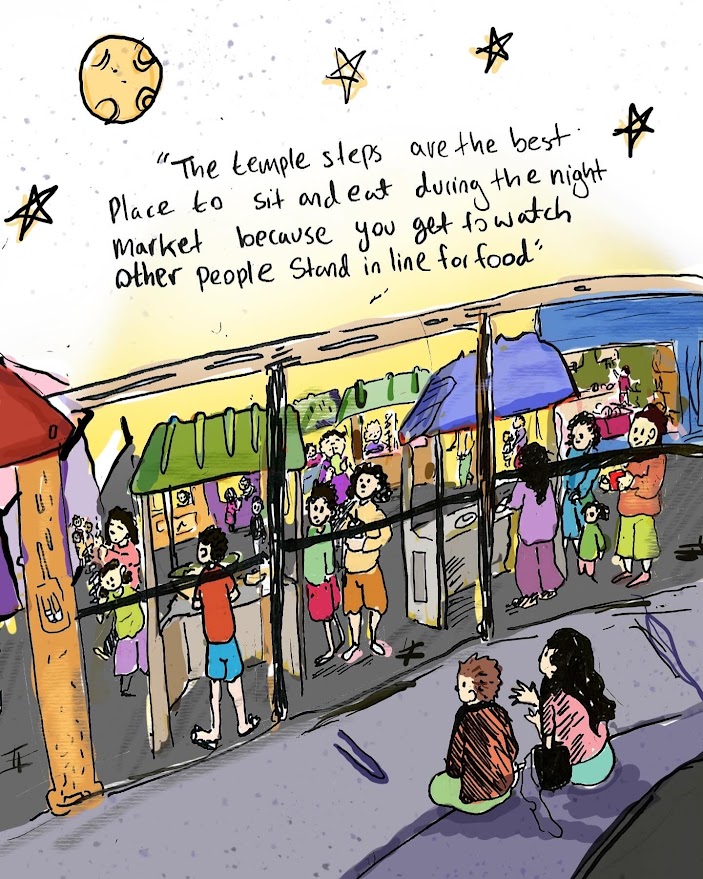 "The temple steps are the best
Place to sit and eat during the night
market because you get to watch
other people stand in line for food"